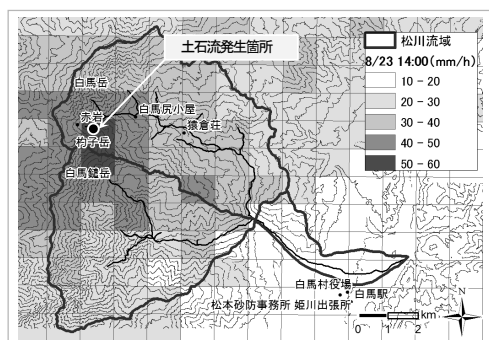 土石流発生箇所
松川流域
8/23 14:00(mm/h)
10 - 20
20 - 30
30 - 40
40 - 50
50 - 60
白馬岳
白馬尻小屋
赤岩
猿倉荘
杓子岳
白馬鑓岳
白馬村役場
白馬駅
松本砂防事務所 姫川出張所
N
km
0 1 2